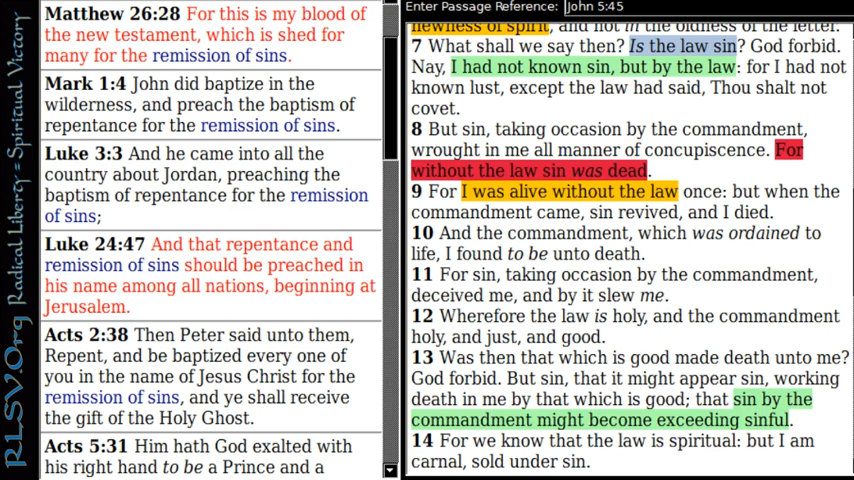 RLSV.Org Radical Liberty = Spiritual Victory
Matthew 26:28 For this is my blood of
the new testament, which is shed for
many for the remission of sins.
Mark 1:4 John did baptize in the
wilderness, and preach the baptism of
repentance for the remission of sins.
Luke 3:3 And he came into all the
country about Jordan, preaching the
baptism of repentance for the remission
of sins;
Luke 24:47 And that repentance and
remission of sins should be preached in
his name among all nations, beginning at
Jerusalem.
Acts 2:38 Then Peter said unto them,
Repent, and be baptized every one of
you in the name of Jesus Christ for the
remission of sins, and ye shall receive
the gift of the Holy Ghost.
Acts 5:31 Him hath God exalted with
his right hand to be a Prince and a
Enter Passage Reference: John 5:45
newness of spirit, and not in the oldness of the letter.
7 What shall we say then? Is the law sin? God forbid.
Nay, I had not known sin, but by the law: for I had not
known lust, except the law had said, Thou shalt not
covet.
8 But sin, taking occasion by the commandment,
wrought in me all manner of concupiscence. For
without the law sin was dead.
9 For I was alive without the law once: but when the
commandment came, sin revived, and I died.
10 And the commandment, which was ordained to
life, I found to be unto death.
11 For sin, taking occasion by the commandment,
deceived me, and by it slew me.
12 Wherefore the law is holy, and the commandment
holy, and just, and good.
13 Was then that which is good made death unto me?
God forbid. But sin, that it might appear sin, working
death in me by that which is good; that sin by the
commandment might become exceeding sinful.
14 For we know that the law is spiritual: but I am
carnal, sold under sin.